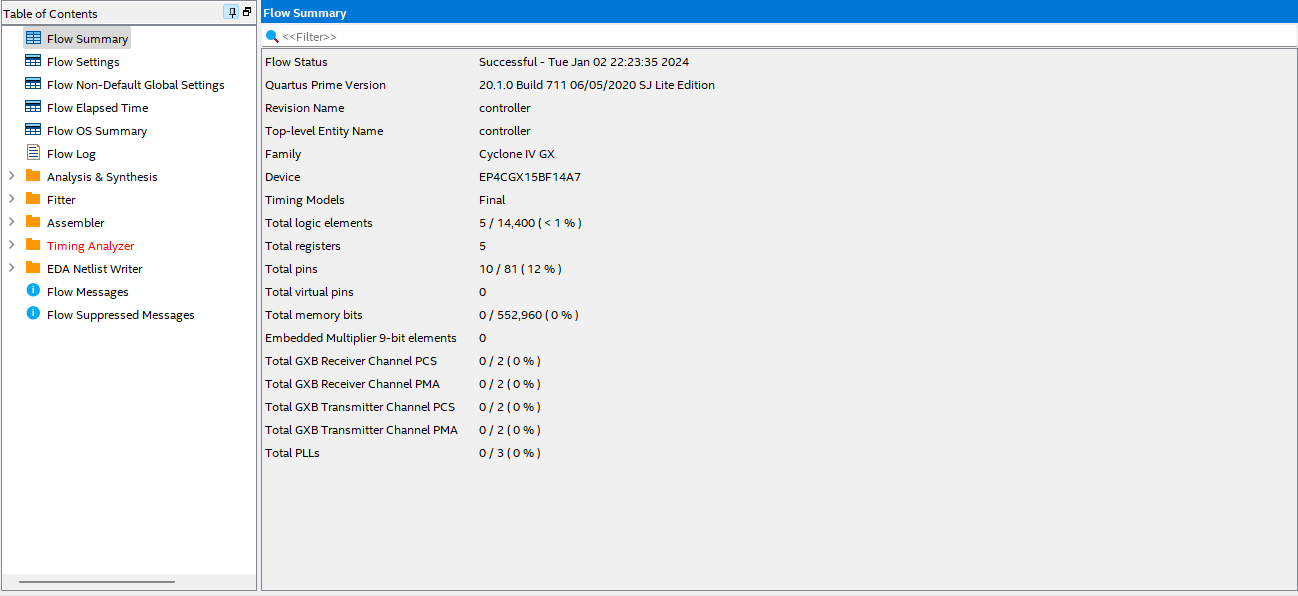 Table of Contents
Flow Summary
Flow Settings
Flow Non-Default Global Settings
Flow Elapsed Time
Flow OS Summary
Flow Log
Analysis & Synthesis
Fitter
Assembler
Timing Analyzer
EDA Netlist Writer
Flow Messages
Flow Suppressed Messages
Flow Summary
<<Filter>>
Flow Status Successful - Tue Jan 02 22:23:35 2024
Quartus Prime Version 20.1.0 Build 711 06/05/2020 SJ Lite Edition
Revision Name controller
Top-level Entity Name controller
Family Cyclone IV GX
Device EP4CGX15BF14A7
Timing Models Final
Total logic elements 5 / 14,400 ( < 1 % )
Total registers 5
Total pins 10 / 81 ( 12 % )
Total virtual pins 0
Total memory bits 0 / 552,960 ( 0 % )
Embedded Multiplier 9-bit elements 0
Total GXB Receiver Channel PCS 0 / 2 ( 0 % )
Total GXB Receiver Channel PMA 0 / 2 ( 0 % )
Total GXB Transmitter Channel PCS 0 / 2 ( 0 % )
Total GXB Transmitter Channel PMA 0 / 2 ( 0 % )
Total PLLs 0 / 3 ( 0 % )